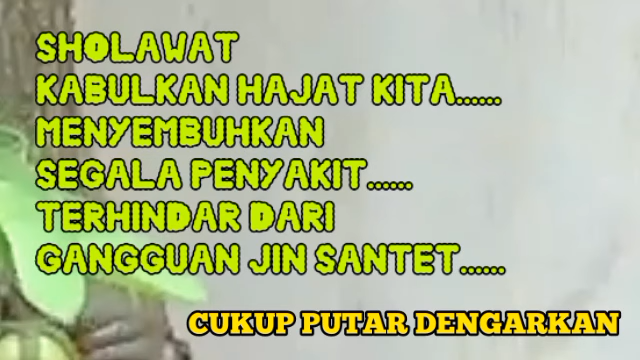 SHOLAWAT
KABULKAN HAJAT KITA......
MENYEMBUHKAN
SEGALA PENYAKIT......
TERHINDAR DARI
GANGGUAN JIN SANTET......
CUKUP PUTAR DENGARKAN